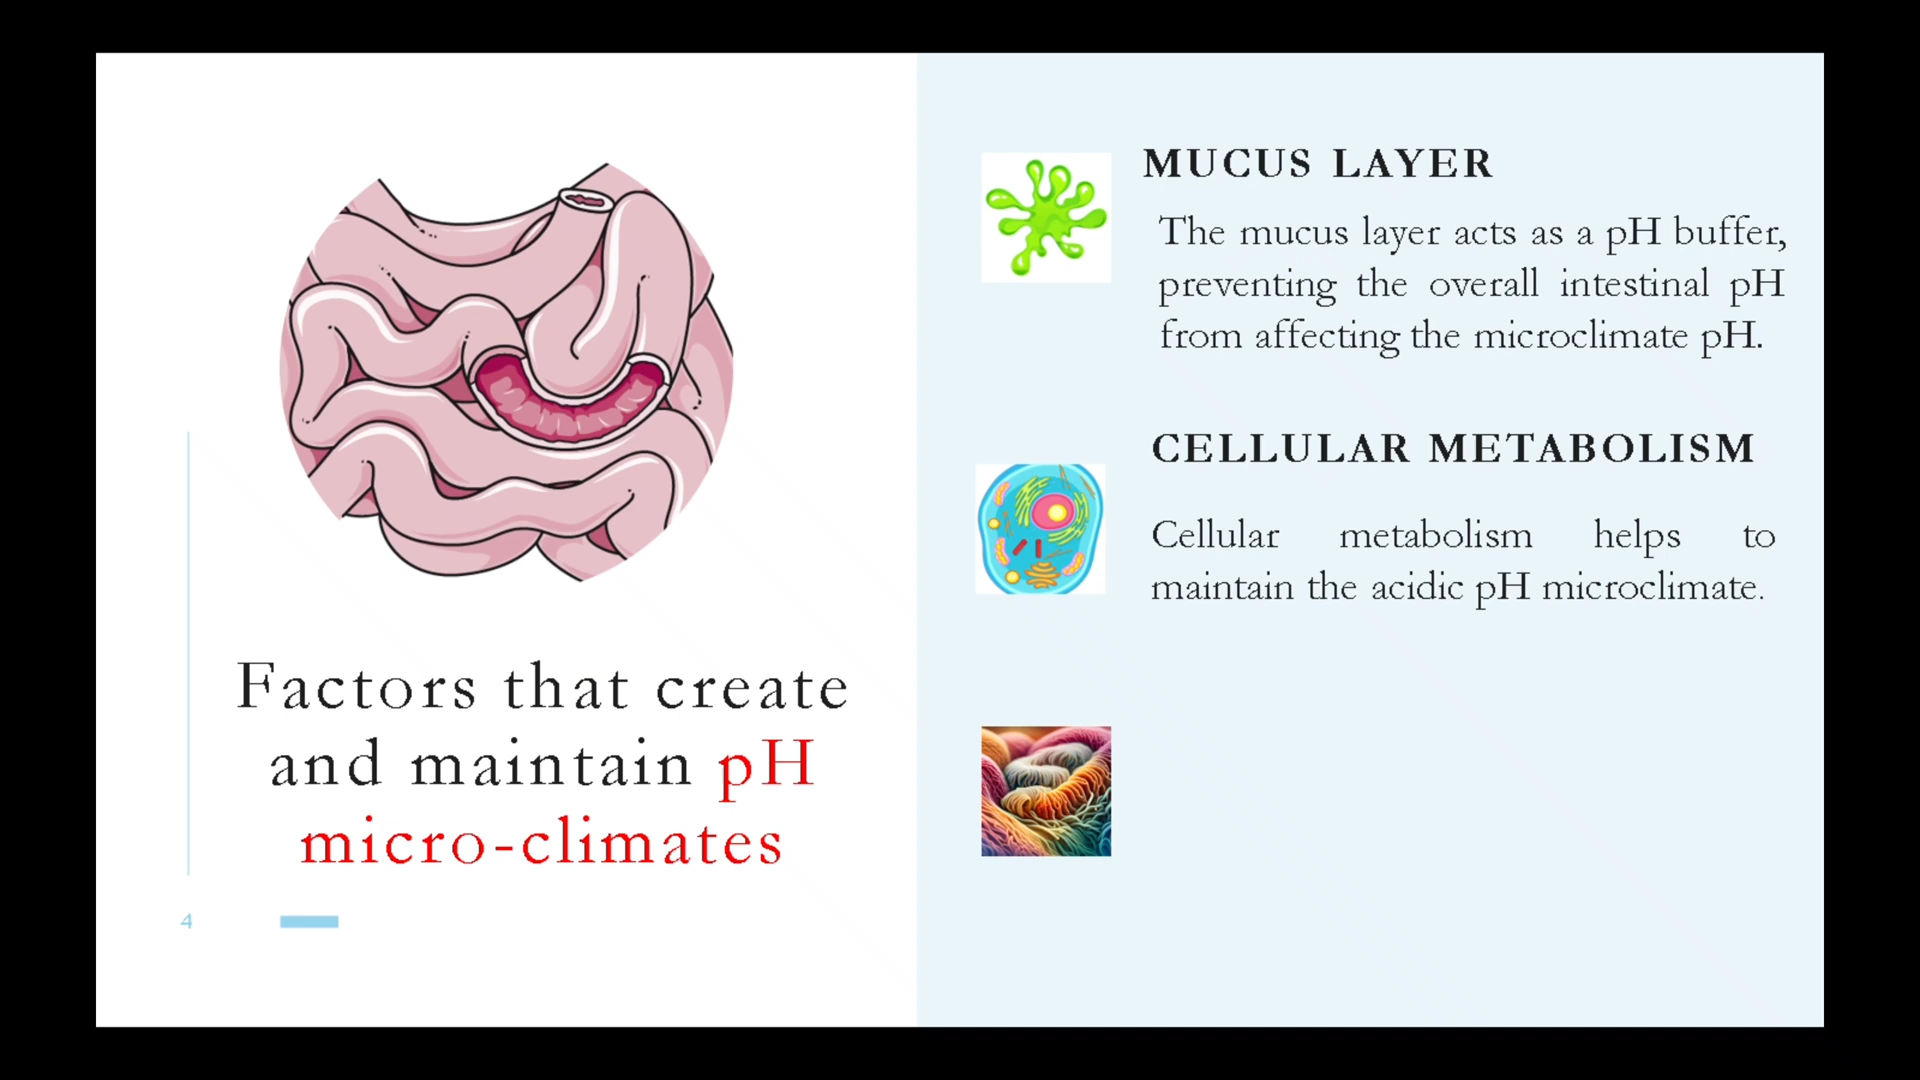 Factors that create
and maintain pH
micro-climates
4
MUCUS LAYER
The mucus layer acts as a pH buffer,
preventing the overall intestinal pH
from affecting the microclimate pH.
CELLULAR METABOLISM
Cellular metabolism helps to
maintain the acidic pH microclimate.